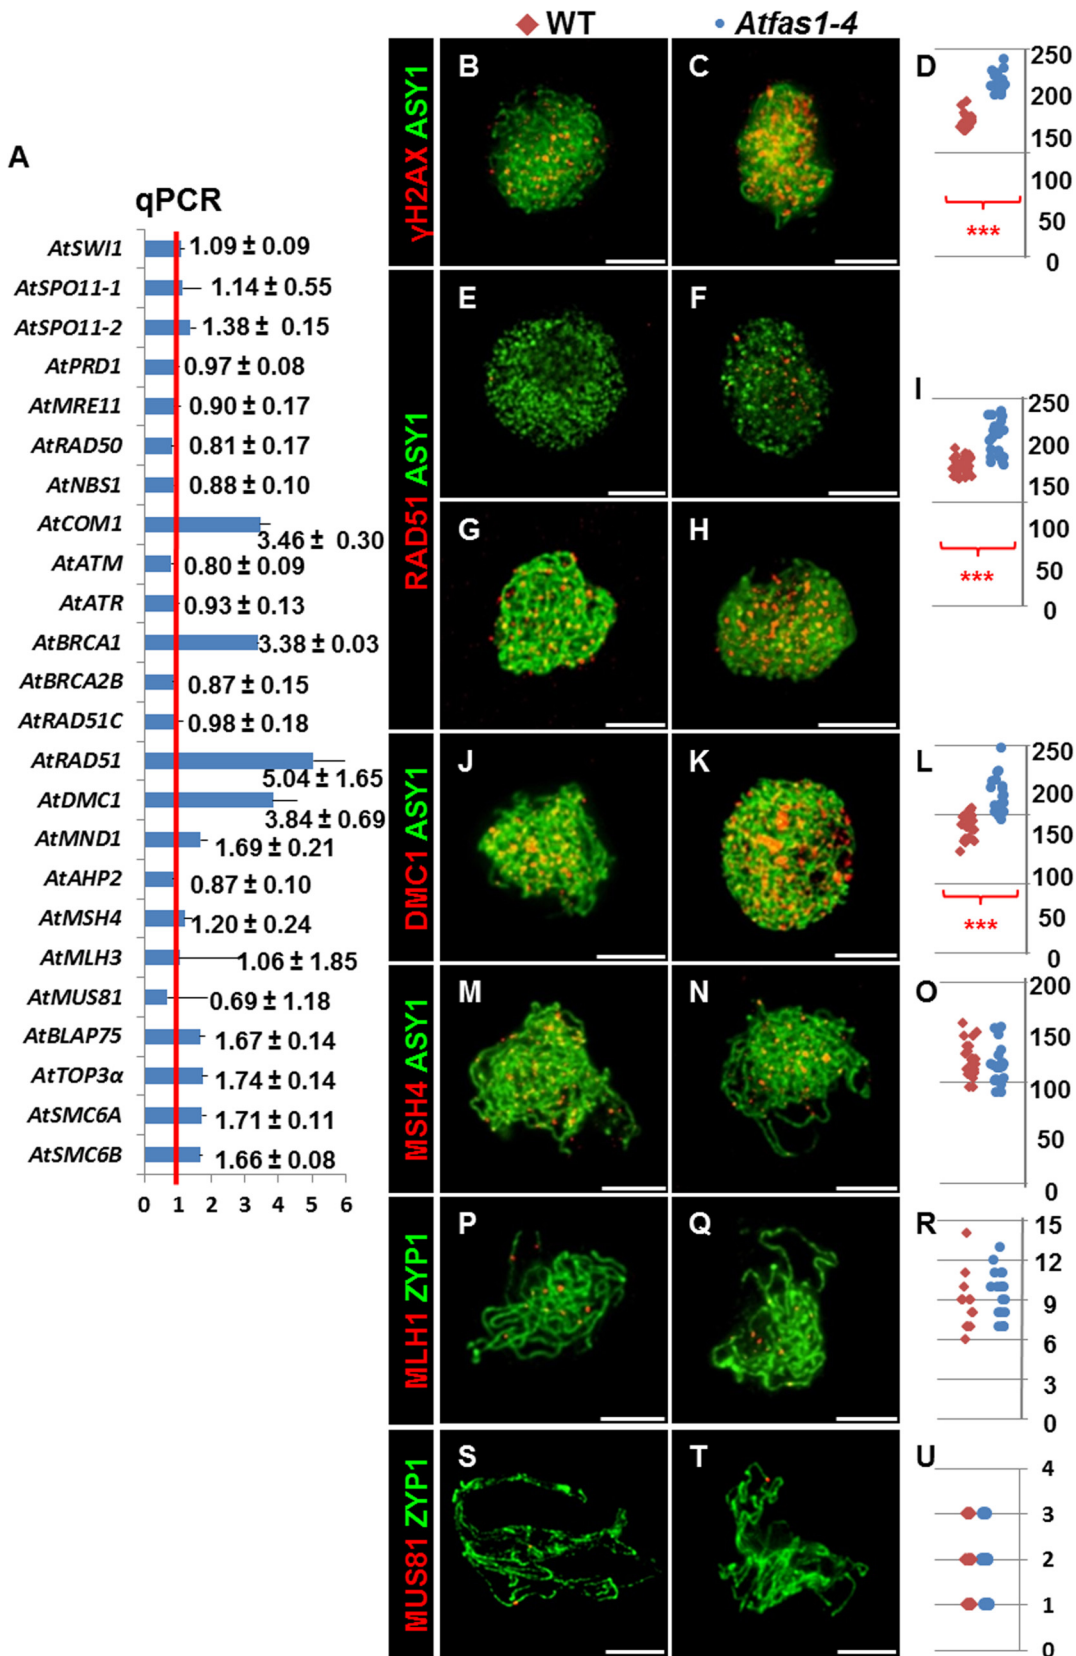 WT Atfas1-4
A
qPCR
AtSWI1 1.09 ± 0.09
AtSPO11-1 1.14 ± 0.55
AtSPO11-2 1.38 ± 0.15
AtPRD1 0.97 ± 0.08
AtMRE11 0.90 ± 0.17
AtRAD50 0.81 ± 0.17
AtNBS1 0.88 ± 0.10
AtCOM1 3.46 ± 0.30
AtATM 0.80 ± 0.09
AtATR 0.93 ± 0.13
AtBRCA1 3.38 ± 0.03
AtBRCA2B 0.87 ± 0.15
AtRAD51C 0.98 ± 0.18
AtRAD51 5.04 ± 1.65
AtDMC1 3.84 ± 0.69
AtMND1 1.69 ± 0.21
AtAHP2 0.87 ± 0.10
AtMSH4 1.20 ± 0.24
AtMLH3 1.06 ± 1.85
AtMUS81 0.69 ± 1.18
AtBLAP75 1.67 ± 0.14
AtTOP3α 1.74 ± 0.14
AtSMC6A 1.71 ± 0.11
AtSMC6B 1.66 ± 0.08
0 1 2 3 4 5 6
γH2AX ASY1
B
C
D
250
200
150
100
50
0
***
RAD51 ASY1
E
F
G
H
I
250
200
150
100
50
0
***
DMC1 ASY1
J
K
L
250
200
150
100
50
0
***
MSH4 ASY1
M
N
O
200
150
100
50
0
MLH1 ZYP1
P
Q
R
15
12
9
6
3
0
MUS81 ZYP1
S
T
U
4
3
2
1
0